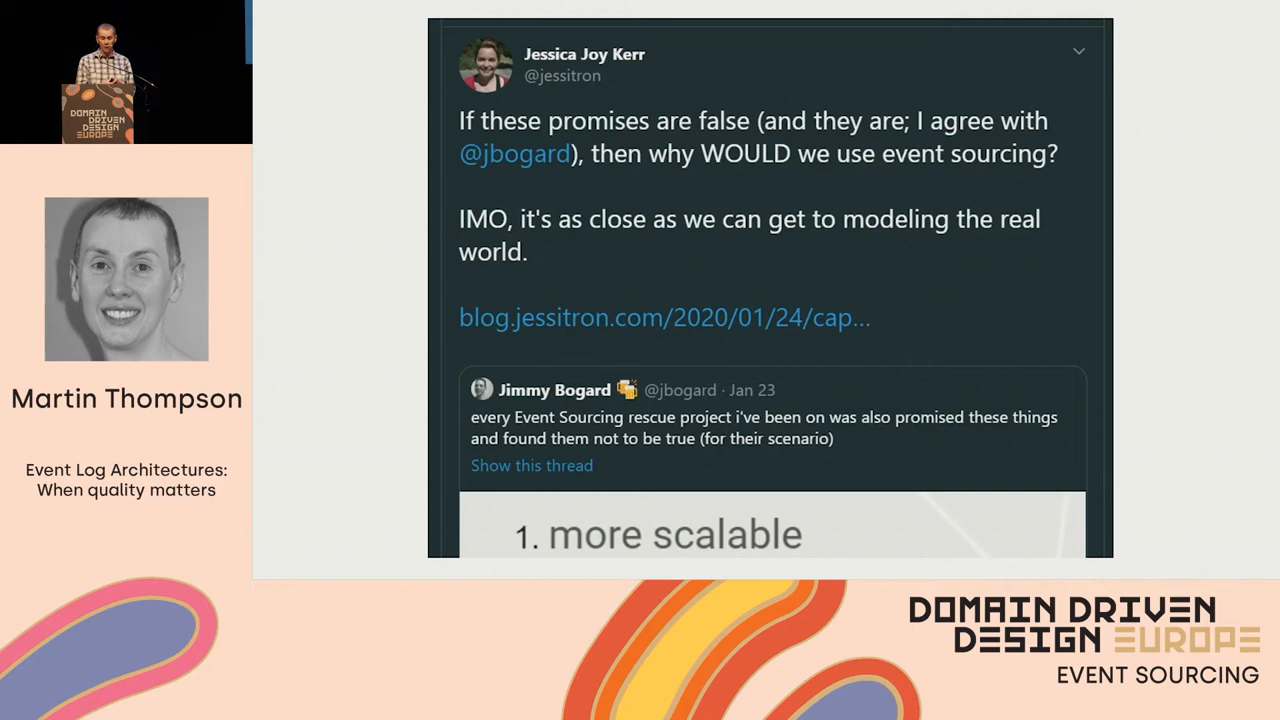 DOMAIN
DRIVEN
DESIGN
EUROPE
Martin Thompson
Event Log Architectures:
When quality matters
Jessica Joy Kerr
@jessitron
If these promises are false (and they are; I agree with
@jbogard), then why WOULD we use event sourcing?
IMO, it's as close as we can get to modeling the real
world.
blog.jessitron.com/2020/01/24/cap...
Jimmy Bogard 🍻 @jbogard · Jan 23
every Event Sourcing rescue project i've been on was also promised these things
and found them not to be true (for their scenario)
Show this thread
1. more scalable
DOMAIN DRIVEN
DESIGN EUROPE
EVENT SOURCING